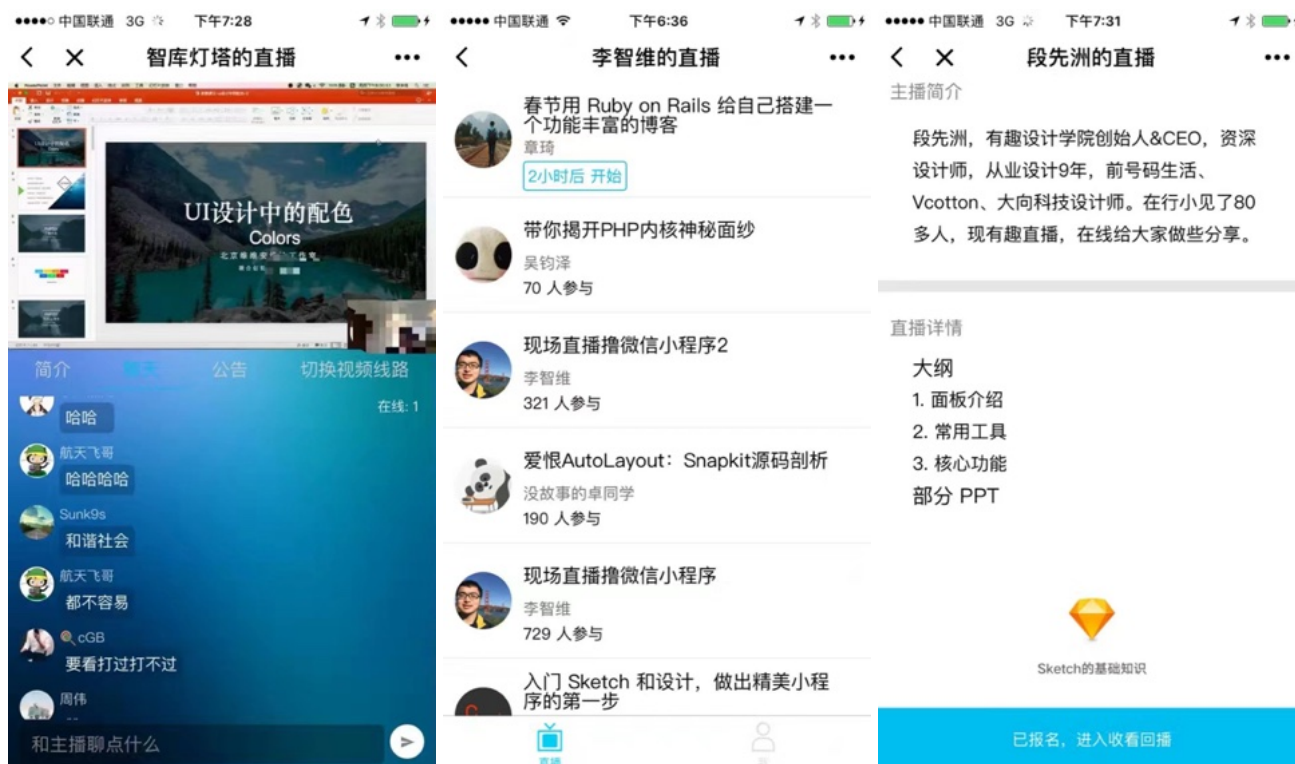 中国联通 3G 下午7:28
智库灯塔的直播
UI设计中的配色
Colors
简介 聊天 公告 切换视频线路
在线: 1
哈哈
航天飞哥
哈哈哈哈
Sunk9s
和谐社会
航天飞哥
都不容易
cGB
要看打过打不过
周伟
和主播聊点什么
中国联通 下午6:36
李智维的直播
春节用 Ruby on Rails 给自己搭建一
个功能丰富的博客
章琦
2小时后 开始
带你揭开PHP内核神秘面纱
吴钧泽
70 人参与
现场直播撸微信小程序2
李智维
321 人参与
爱恨AutoLayout：Snapkit源码剖析
没故事的卓同学
190 人参与
现场直播撸微信小程序
李智维
729 人参与
入门 Sketch 和设计，做出精美小程
序的第一步
直播
中国联通 3G 下午7:31
段先洲的直播
主播简介
段先洲，有趣设计学院创始人&CEO，资深
设计师，从业设计9年，前号码生活、
Vcotton、大向科技设计师。在行小见了80
多人，现有趣直播，在线给大家做些分享。
直播详情
大纲
1. 面板介绍
2. 常用工具
3. 核心功能
部分 PPT
Sketch的基础知识
已报名，进入收看回播